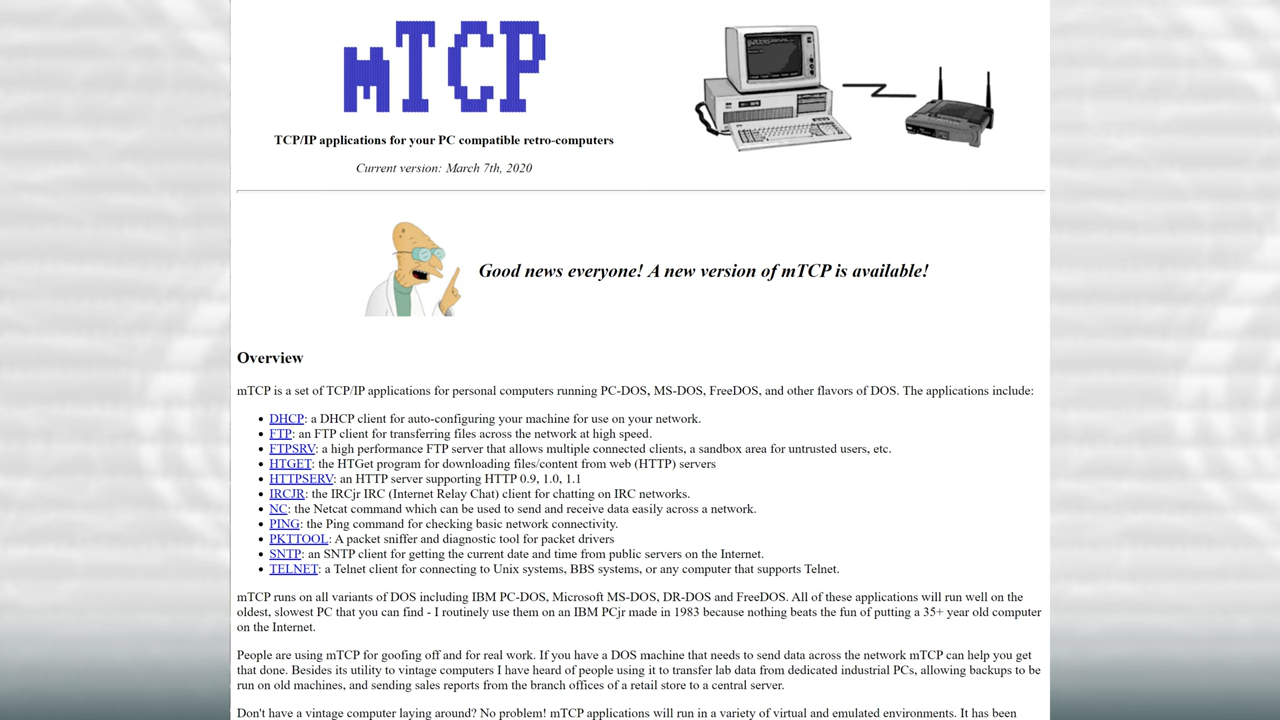 mTCP
TCP/IP applications for your PC compatible retro-computers
Current version: March 7th, 2020
Good news everyone! A new version of mTCP is available!
Overview
mTCP is a set of TCP/IP applications for personal computers running PC-DOS, MS-DOS, FreeDOS, and other flavors of DOS. The applications include:
DHCP: a DHCP client for auto-configuring your machine for use on your network.
FTP: an FTP client for transferring files across the network at high speed.
FTPSRV: a high performance FTP server that allows multiple connected clients, a sandbox area for untrusted users, etc.
HTGET: the HTGet program for downloading files/content from web (HTTP) servers
HTTPSERV: an HTTP server supporting HTTP 0.9, 1.0, 1.1
IRCJR: the IRCjr IRC (Internet Relay Chat) client for chatting on IRC networks.
NC: the Netcat command which can be used to send and receive data easily across a network.
PING: the Ping command for checking basic network connectivity.
PKTTOOL: A packet sniffer and diagnostic tool for packet drivers
SNTP: an SNTP client for getting the current date and time from public servers on the Internet.
TELNET: a Telnet client for connecting to Unix systems, BBS systems, or any computer that supports Telnet.
mTCP runs on all variants of DOS including IBM PC-DOS, Microsoft MS-DOS, DR-DOS and FreeDOS. All of these applications will run well on the
oldest, slowest PC that you can find - I routinely use them on an IBM PCjr made in 1983 because nothing beats the fun of putting a 35+ year old computer
on the Internet.
People are using mTCP for goofing off and for real work. If you have a DOS machine that needs to send data across the network mTCP can help you get
that done. Besides its utility to vintage computers I have heard of people using it to transfer lab data from dedicated industrial PCs, allowing backups to be
run on old machines, and sending sales reports from the branch offices of a retail store to a central server.
Don't have a vintage computer laying around? No problem! mTCP applications will run in a variety of virtual and emulated environments. It has been